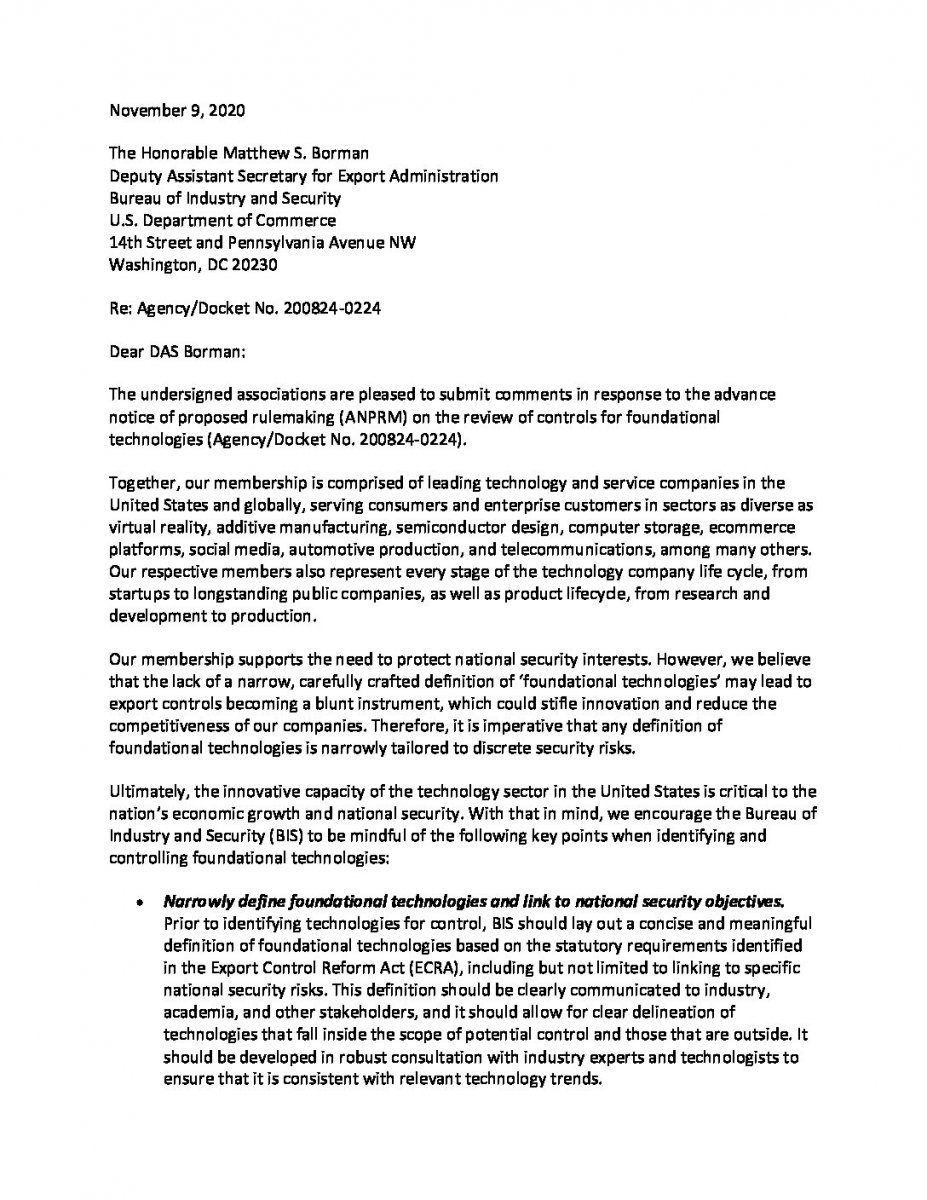 November 9, 2020
The Honorable Matthew S. Borman
Deputy Assistant Secretary for Export Administration
Bureau of Industry and Security
U.S. Department of Commerce
14th Street and Pennsylvania Avenue NW
Washington, DC 20230
Re: Agency/Docket No. 200824-0224
Dear DAS Borman:
The undersigned associations are pleased to submit comments in response to the advance
notice of proposed rulemaking (ANPRM) on the review of controls for foundational
technologies (Agency/Docket No. 200824-0224).
Together, our membership is comprised of leading technology and service companies in the
United States and globally, serving consumers and enterprise customers in sectors as diverse as
virtual reality, additive manufacturing, semiconductor design, computer storage, ecommerce
platforms, social media, automotive production, and telecommunications, among many others.
Our respective members also represent every stage of the technology company life cycle, from
startups to longstanding public companies, as well as product lifecycle, from research and
development to production.
Our membership supports the need to protect national security interests. However, we believe
that the lack of a narrow, carefully crafted definition of ‘foundational technologies’ may lead to
export controls becoming a blunt instrument, which could stifle innovation and reduce the
competitiveness of our companies. Therefore, it is imperative that any definition of
foundational technologies is narrowly tailored to discrete security risks.
Ultimately, the innovative capacity of the technology sector in the United States is critical to the
nation’s economic growth and national security. With that in mind, we encourage the Bureau of
Industry and Security (BIS) to be mindful of the following key points when identifying and
controlling foundational technologies:
• Narrowly define foundational technologies and link to national security objectives.
Prior to identifying technologies for control, BIS should lay out a concise and meaningful
definition of foundational technologies based on the statutory requirements identified
in the Export Control Reform Act (ECRA), including but not limited to linking to specific
national security risks. This definition should be clearly communicated to industry,
academia, and other stakeholders, and it should allow for clear delineation of
technologies that fall inside the scope of potential control and those that are outside. It
should be developed in robust consultation with industry experts and technologists to
ensure that it is consistent with relevant technology trends.